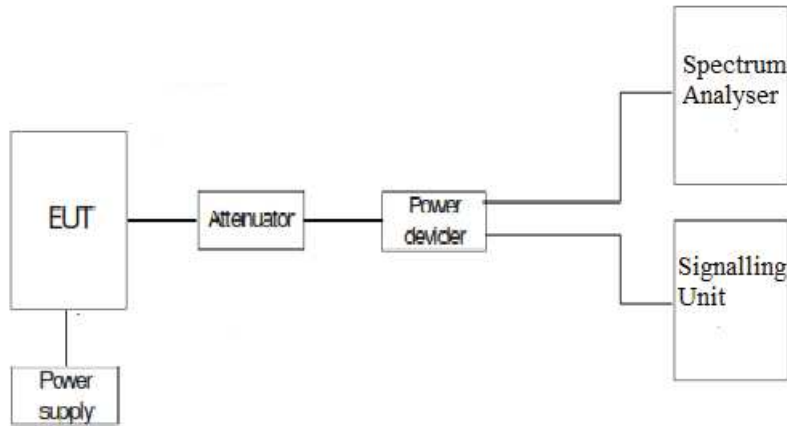 Spectrum
Analyser
EUT
Attenuator
Power
devider
Signalling
Unit
Power
supply